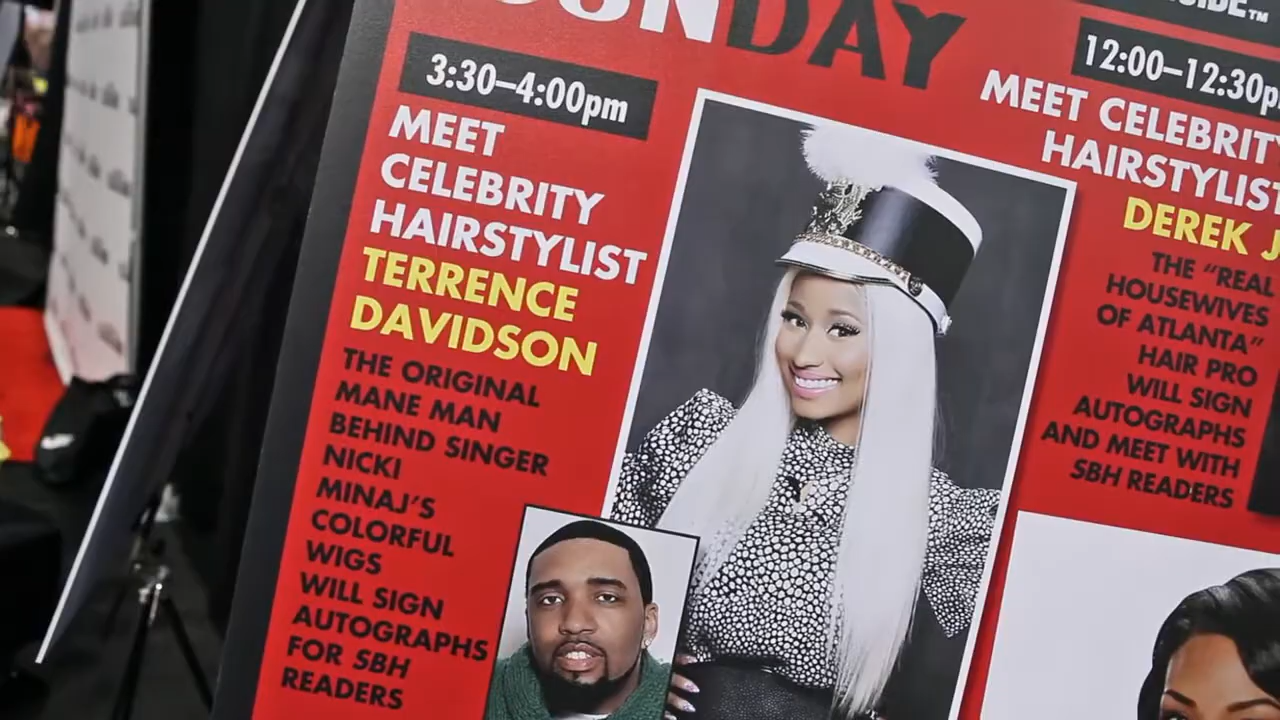 DAY
3:30–4:00pm
MEET
CELEBRITY
HAIRSTYLIST
TERRENCE
DAVIDSON
THE ORIGINAL
MANE MAN
BEHIND SINGER
NICKI
MINAJ'S
COLORFUL
WIGS
WILL SIGN
AUTOGRAPHS
FOR SBH
READERS
12:00–12:30p
MEET CELEBRITY
HAIRSTYLIST
DEREK J
THE “REAL
HOUSEWIVES
OF ATLANTA”
HAIR PRO
WILL SIGN
AUTOGRAPHS
AND MEET WITH
SBH READERS